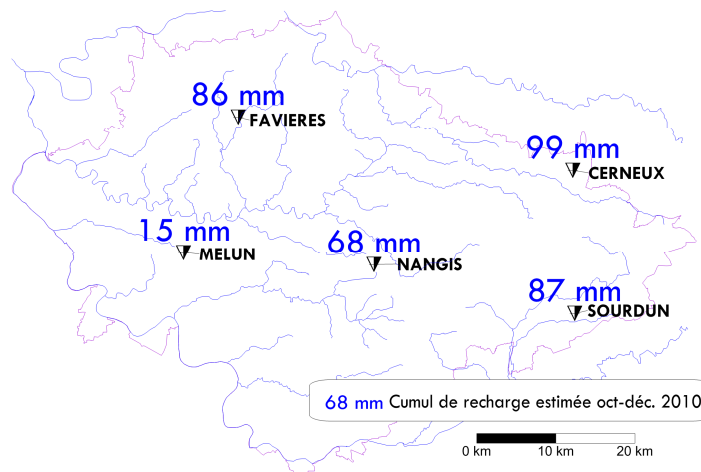 86 mm
FAVIERES
99 mm
CERNEUX
15 mm
MELUN
68 mm
NANGIS
87 mm
SOURDUN
68 mm Cumul de recharge estimée oct-déc. 2010
0 km 10 km 20 km